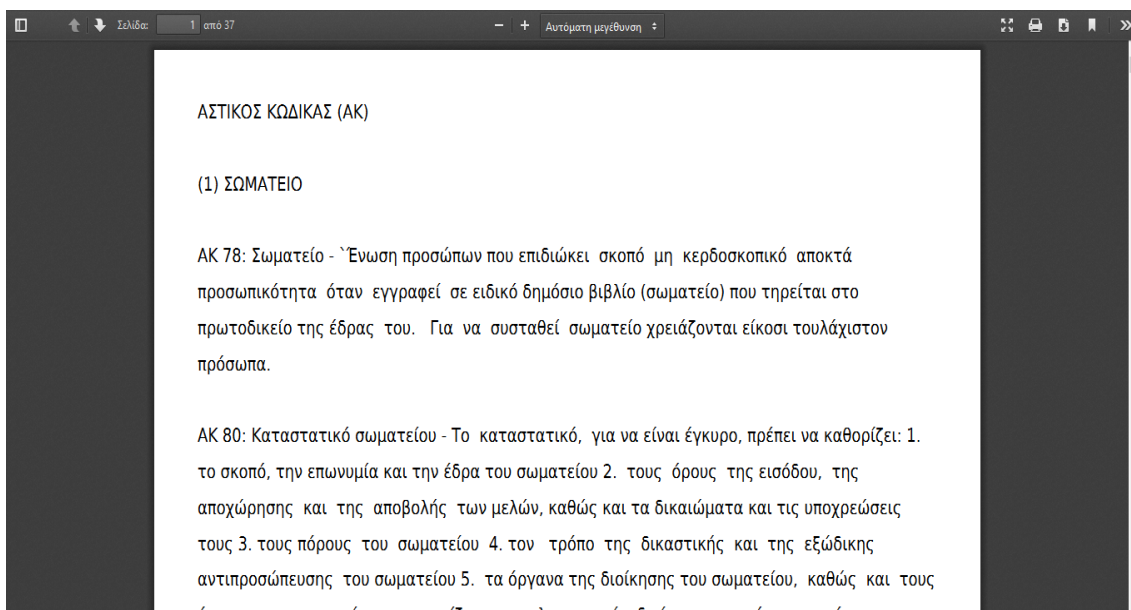 Σελίδα: 1 από 37 Αυτόματη μεγέθυνση
ΑΣΤΙΚΟΣ ΚΩΔΙΚΑΣ (ΑΚ)
(1) ΣΩΜΑΤΕΙΟ
ΑΚ 78: Σωματείο - `Ένωση προσώπων που επιδιώκει σκοπό μη κερδοσκοπικό αποκτά
προσωπικότητα όταν εγγραφεί σε ειδικό δημόσιο βιβλίο (σωματείο) που τηρείται στο
πρωτοδικείο της έδρας του. Για να συσταθεί σωματείο χρειάζονται είκοσι τουλάχιστον
πρόσωπα.
ΑΚ 80: Καταστατικό σωματείου - Το καταστατικό, για να είναι έγκυρο, πρέπει να καθορίζει: 1.
το σκοπό, την επωνυμία και την έδρα του σωματείου 2. τους όρους της εισόδου, της
αποχώρησης και της αποβολής των μελών, καθώς και τα δικαιώματα και τις υποχρεώσεις
τους 3. τους πόρους του σωματείου 4. τον τρόπο της δικαστικής και της εξώδικης
αντιπροσώπευσης του σωματείου 5. τα όργανα της διοίκησης του σωματείου, καθώς και τους